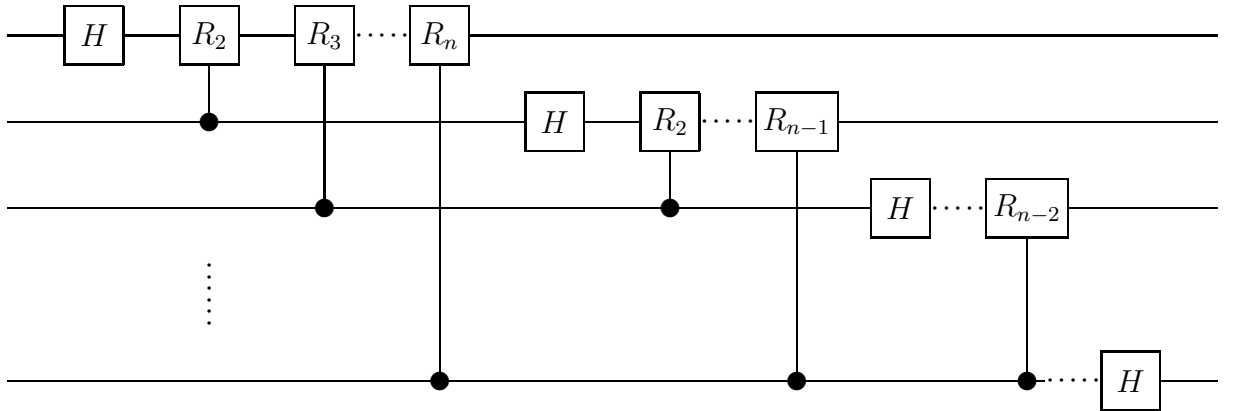 H R₂ R₃ ····· Rₙ
H R₂ ····· Rₙ₋₁
H ····· Rₙ₋₂
H